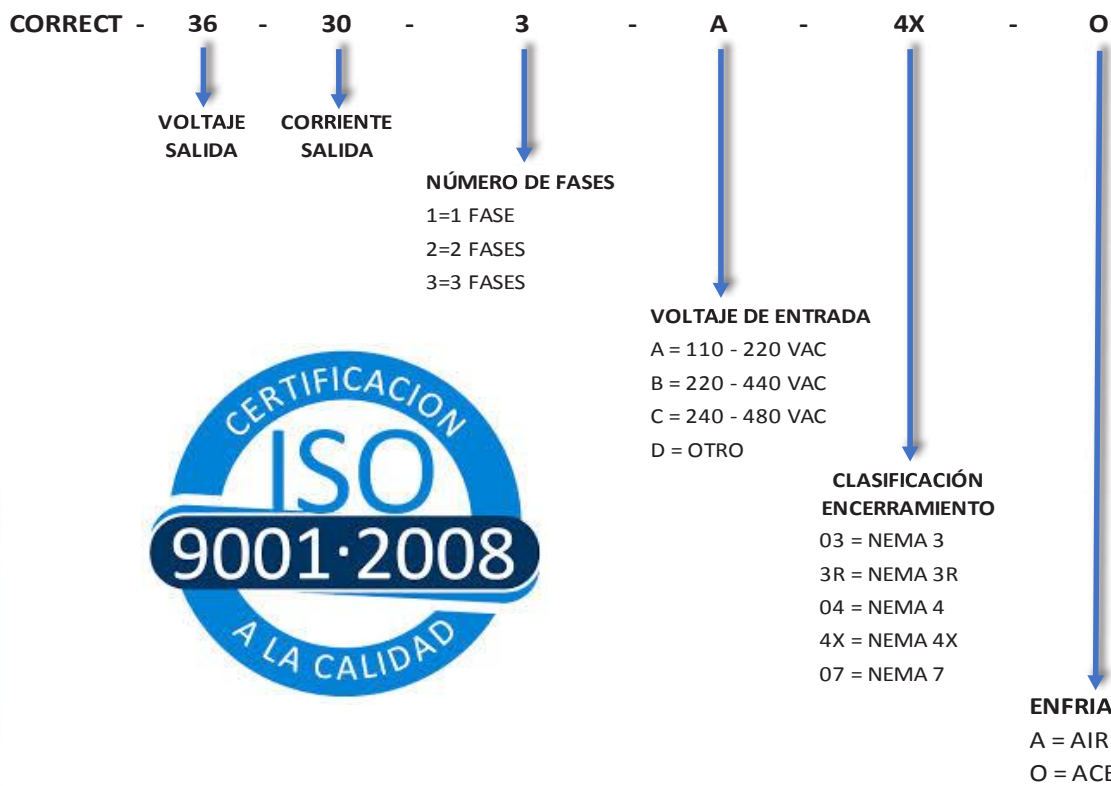 CORRECT - 36 - 30 - 3 - A - 4X - O
VOLTAJE
SALIDA
CORRIENTE
SALIDA
NÚMERO DE FASES
1=1 FASE
2=2 FASES
3=3 FASES
VOLTAJE DE ENTRADA
A = 110 - 220 VAC
B = 220 - 440 VAC
C = 240 - 480 VAC
D = OTRO
CLASIFICACIÓN
ENCERRAMIENTO
03 = NEMA 3
3R = NEMA 3R
04 = NEMA 4
4X = NEMA 4X
07 = NEMA 7
ENFRIA
A = AIR
O = ACE
CERTIFICACION
ISO
9001·2008
A LA CALIDAD